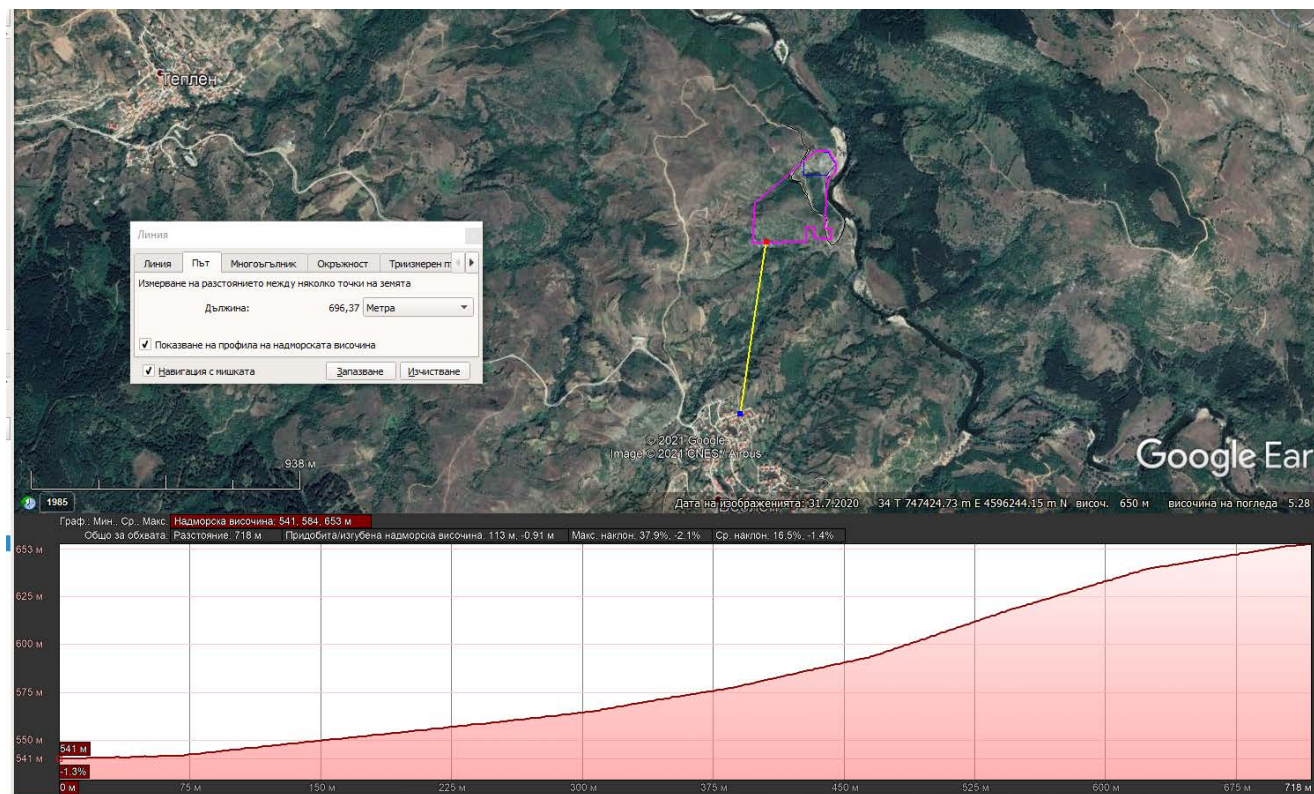 Теплен
Линия
Линия Път Многоъгълник Окръжност Триизмерен
Измерване на разстоянието между няколко точки на земята
Дължина: 696,37 Метра
Показване на профила на надморската височина
Навигация с мишката Запазване Изчистване
938 м
© 2021 Google
Image © 2021 CNES / Airbus
Google Ear
1985
Дата на изображенията: 31.7.2020 34 T 747424.73 m E 4596244.15 m N височ. 650 м височина на погледа 5.28
Граф.: Мин., Ср., Макс. Надморска височина: 541, 584, 653 м
Общо за обхвата: Разстояние: 718 м Придобита/изгубена надморска височина: 113 м, -0.91 м Макс. наклон: 37.9%, -2.1% Ср. наклон: 16.5%, -1.4%
653 м
625 м
600 м
575 м
550 м
541 м
541 м
-1.3%
0 м 75 м 150 м 225 м 300 м 375 м 450 м 525 м 600 м 675 м 718 м